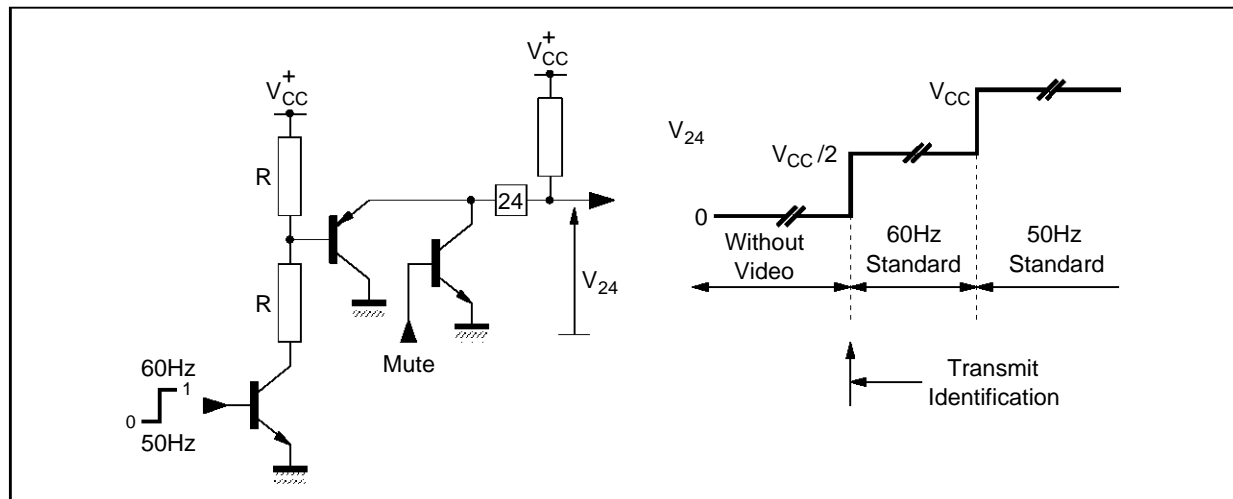 V+CC
R
R
60Hz
1
0
50Hz
Mute
V+CC
24
V24
V24
VCC
VCC /2
0
Without
Video
60Hz
Standard
50Hz
Standard
Transmit
Identification